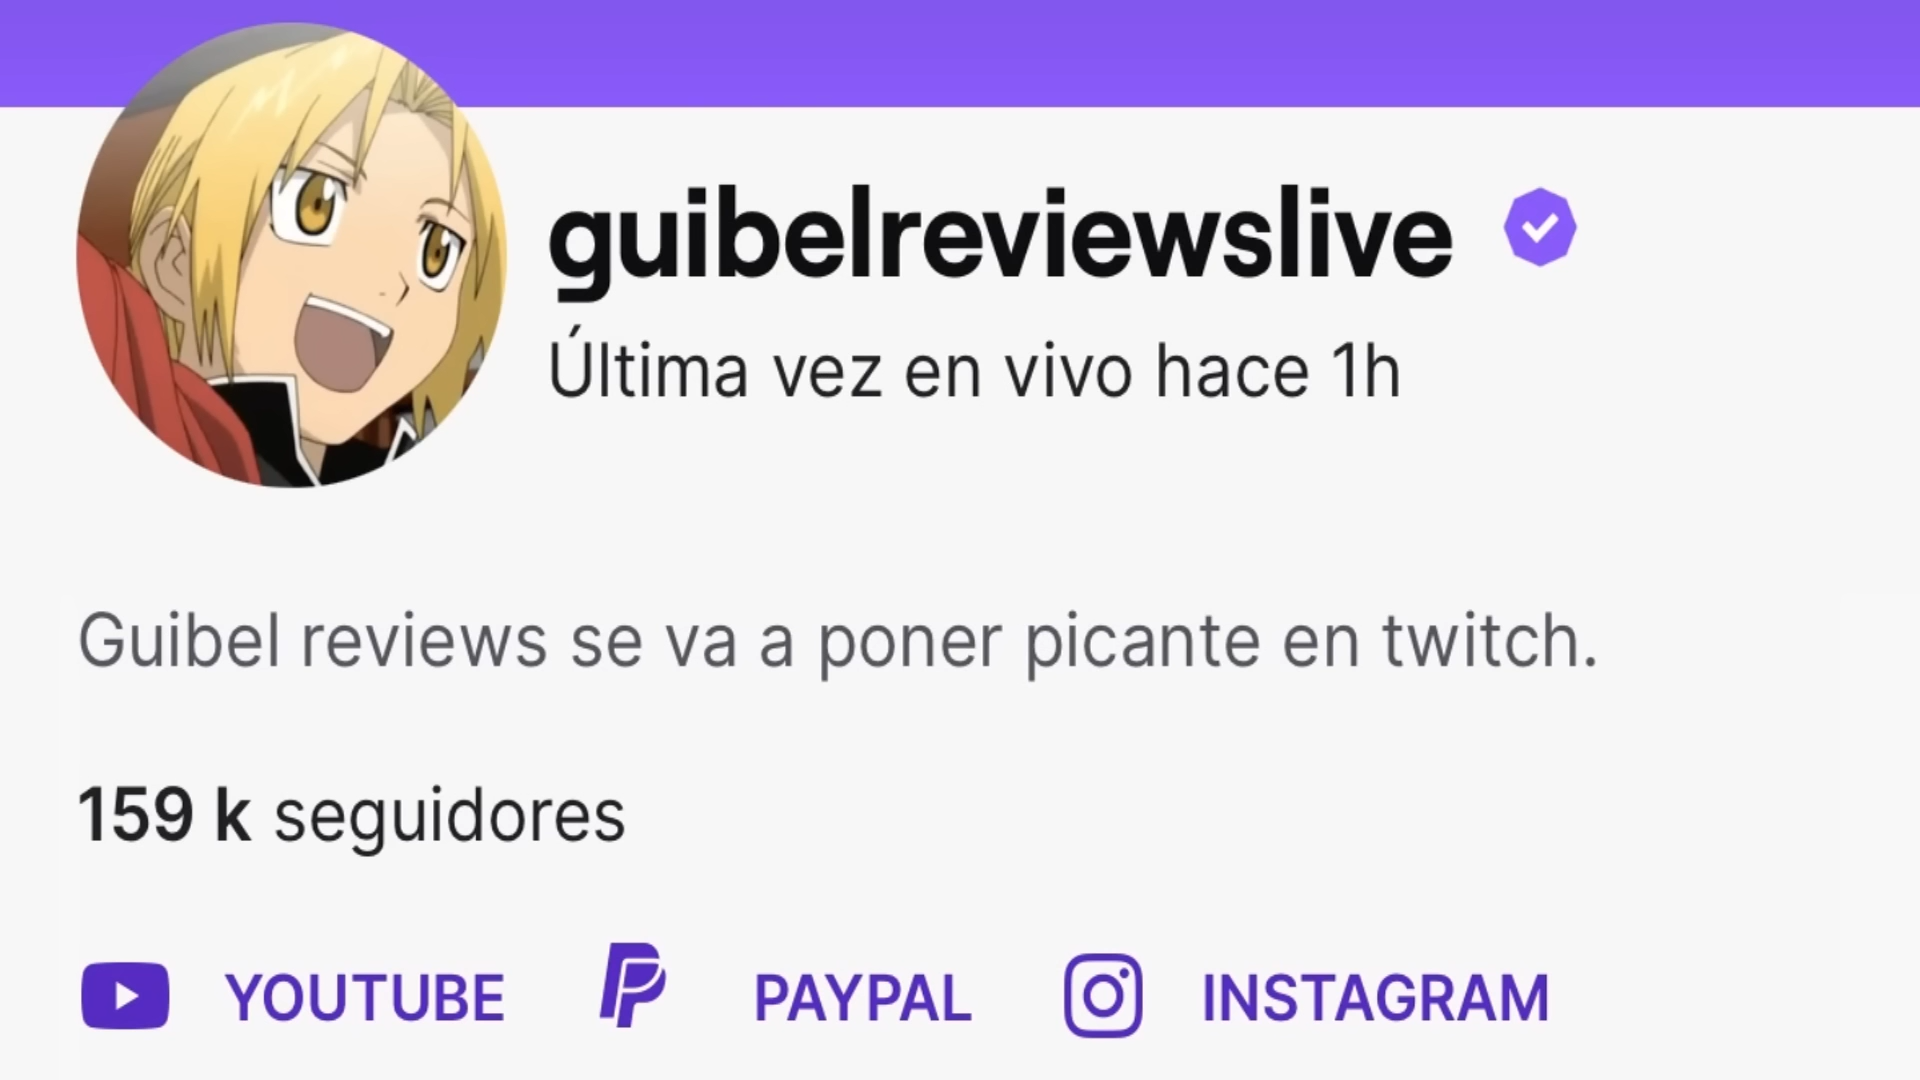 guibelreviewslive
Última vez en vivo hace 1h
Guibel reviews se va a poner picante en twitch.
159 k seguidores
YOUTUBE PAYPAL INSTAGRAM